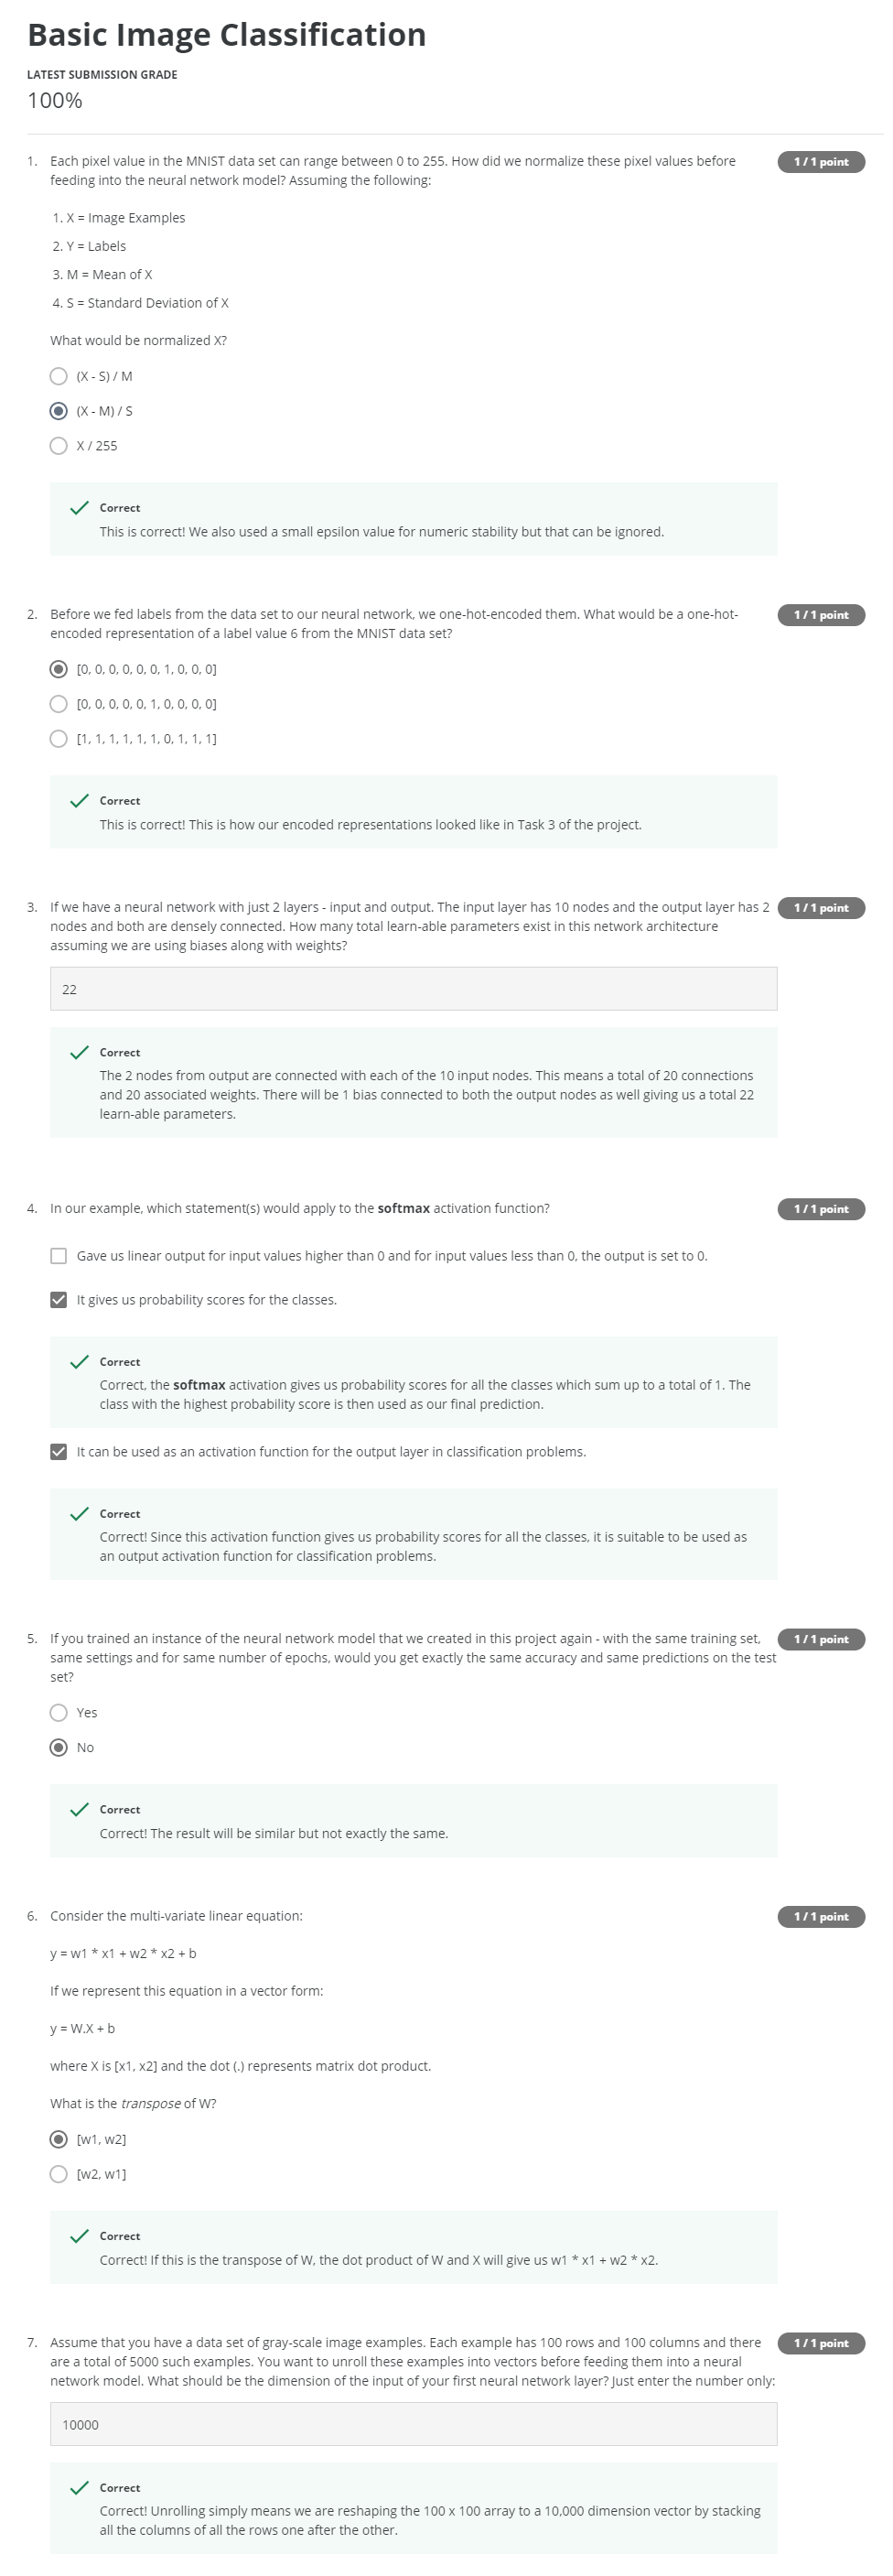 Basic Image Classification
LATEST SUBMISSION GRADE
100%
1. Each pixel value in the MNIST data set can range between 0 to 255. How did we normalize these pixel values before
feeding into the neural network model? Assuming the following:
1 / 1 point
1. X = Image Examples
2. Y = Labels
3. M = Mean of X
4. S = Standard Deviation of X
What would be normalized X?
(X - S) / M
(X - M) / S
X / 255
Correct
This is correct! We also used a small epsilon value for numeric stability but that can be ignored.
2. Before we fed labels from the data set to our neural network, we one-hot-encoded them. What would be a one-hot-
encoded representation of a label value 6 from the MNIST data set?
1 / 1 point
[0, 0, 0, 0, 0, 0, 1, 0, 0, 0]
[0, 0, 0, 0, 0, 1, 0, 0, 0, 0]
[1, 1, 1, 1, 1, 1, 0, 1, 1, 1]
Correct
This is correct! This is how our encoded representations looked like in Task 3 of the project.
3. If we have a neural network with just 2 layers - input and output. The input layer has 10 nodes and the output layer has 2
nodes and both are densely connected. How many total learn-able parameters exist in this network architecture
assuming we are using biases along with weights?
1 / 1 point
22
Correct
The 2 nodes from output are connected with each of the 10 input nodes. This means a total of 20 connections
and 20 associated weights. There will be 1 bias connected to both the output nodes as well giving us a total 22
learn-able parameters.
4. In our example, which statement(s) would apply to the softmax activation function?
1 / 1 point
Gave us linear output for input values higher than 0 and for input values less than 0, the output is set to 0.
It gives us probability scores for the classes.
Correct
Correct, the softmax activation gives us probability scores for all the classes which sum up to a total of 1. The
class with the highest probability score is then used as our final prediction.
It can be used as an activation function for the output layer in classification problems.
Correct
Correct! Since this activation function gives us probability scores for all the classes, it is suitable to be used as
an output activation function for classification problems.
5. If you trained an instance of the neural network model that we created in this project again - with the same training set,
same settings and for same number of epochs, would you get exactly the same accuracy and same predictions on the test
set?
1 / 1 point
Yes
No
Correct
Correct! The result will be similar but not exactly the same.
6. Consider the multi-variate linear equation:
1 / 1 point
y = w1 * x1 + w2 * x2 + b
If we represent this equation in a vector form:
y = W.X + b
where X is [x1, x2] and the dot (.) represents matrix dot product.
What is the transpose of W?
[w1, w2]
[w2, w1]
Correct
Correct! If this is the transpose of W, the dot product of W and X will give us w1 * x1 + w2 * x2.
7. Assume that you have a data set of gray-scale image examples. Each example has 100 rows and 100 columns and there
are a total of 5000 such examples. You want to unroll these examples into vectors before feeding them into a neural
network model. What should be the dimension of the input of your first neural network layer? Just enter the number only:
1 / 1 point
10000
Correct
Correct! Unrolling simply means we are reshaping the 100 x 100 array to a 10,000 dimension vector by stacking
all the columns of all the rows one after the other.